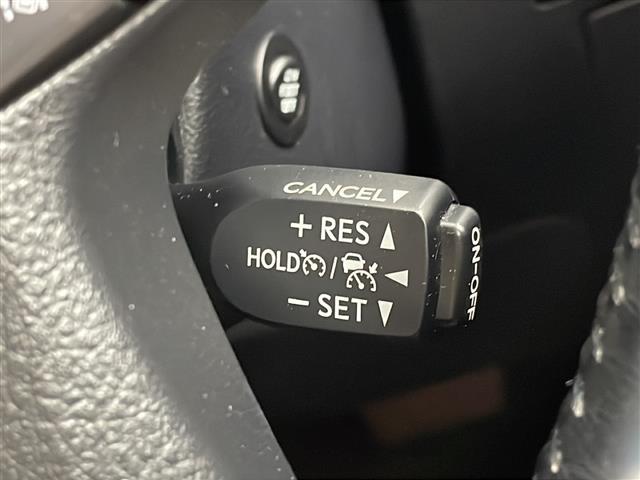 CANCEL▼
+ RES ▲
HOLD / ◀
− SET ▼
ON-OFF